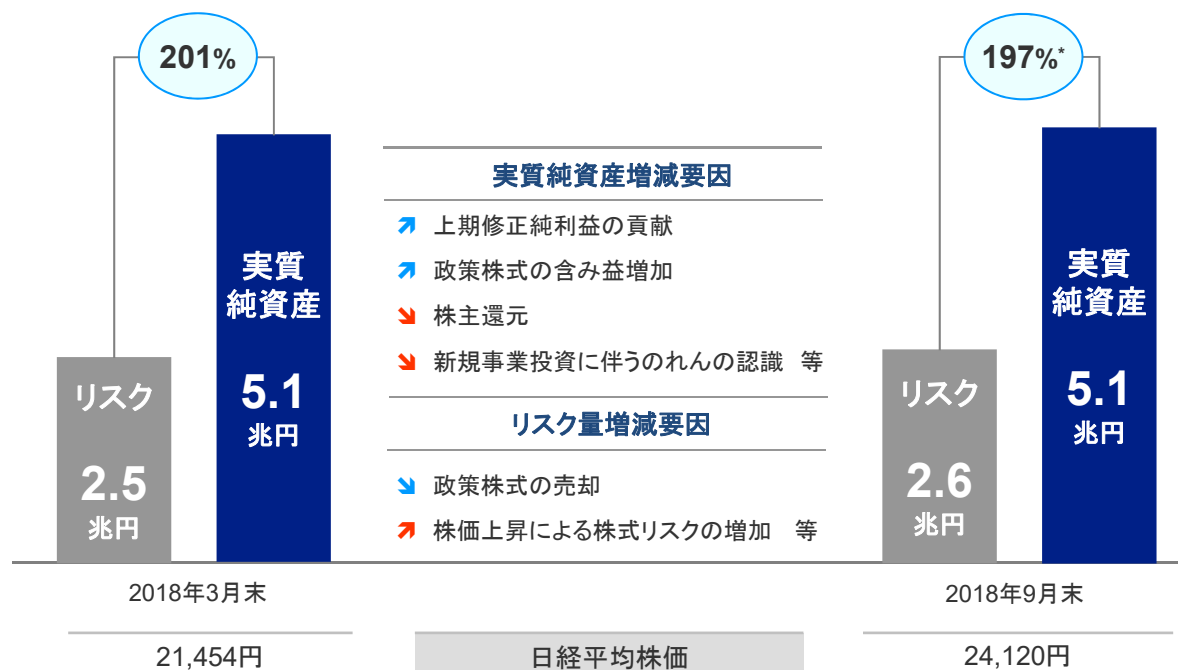 201%
197%*
実質純資産増減要因
上期修正純利益の貢献
政策株式の含み益増加
株主還元
新規事業投資に伴うのれんの認識 等
リスク量増減要因
政策株式の売却
株価上昇による株式リスクの増加 等
リスク
2.5
兆円
実質
純資産
5.1
兆円
リスク
2.6
兆円
実質
純資産
5.1
兆円
2018年3月末
2018年9月末
21,454円
日経平均株価
24,120円